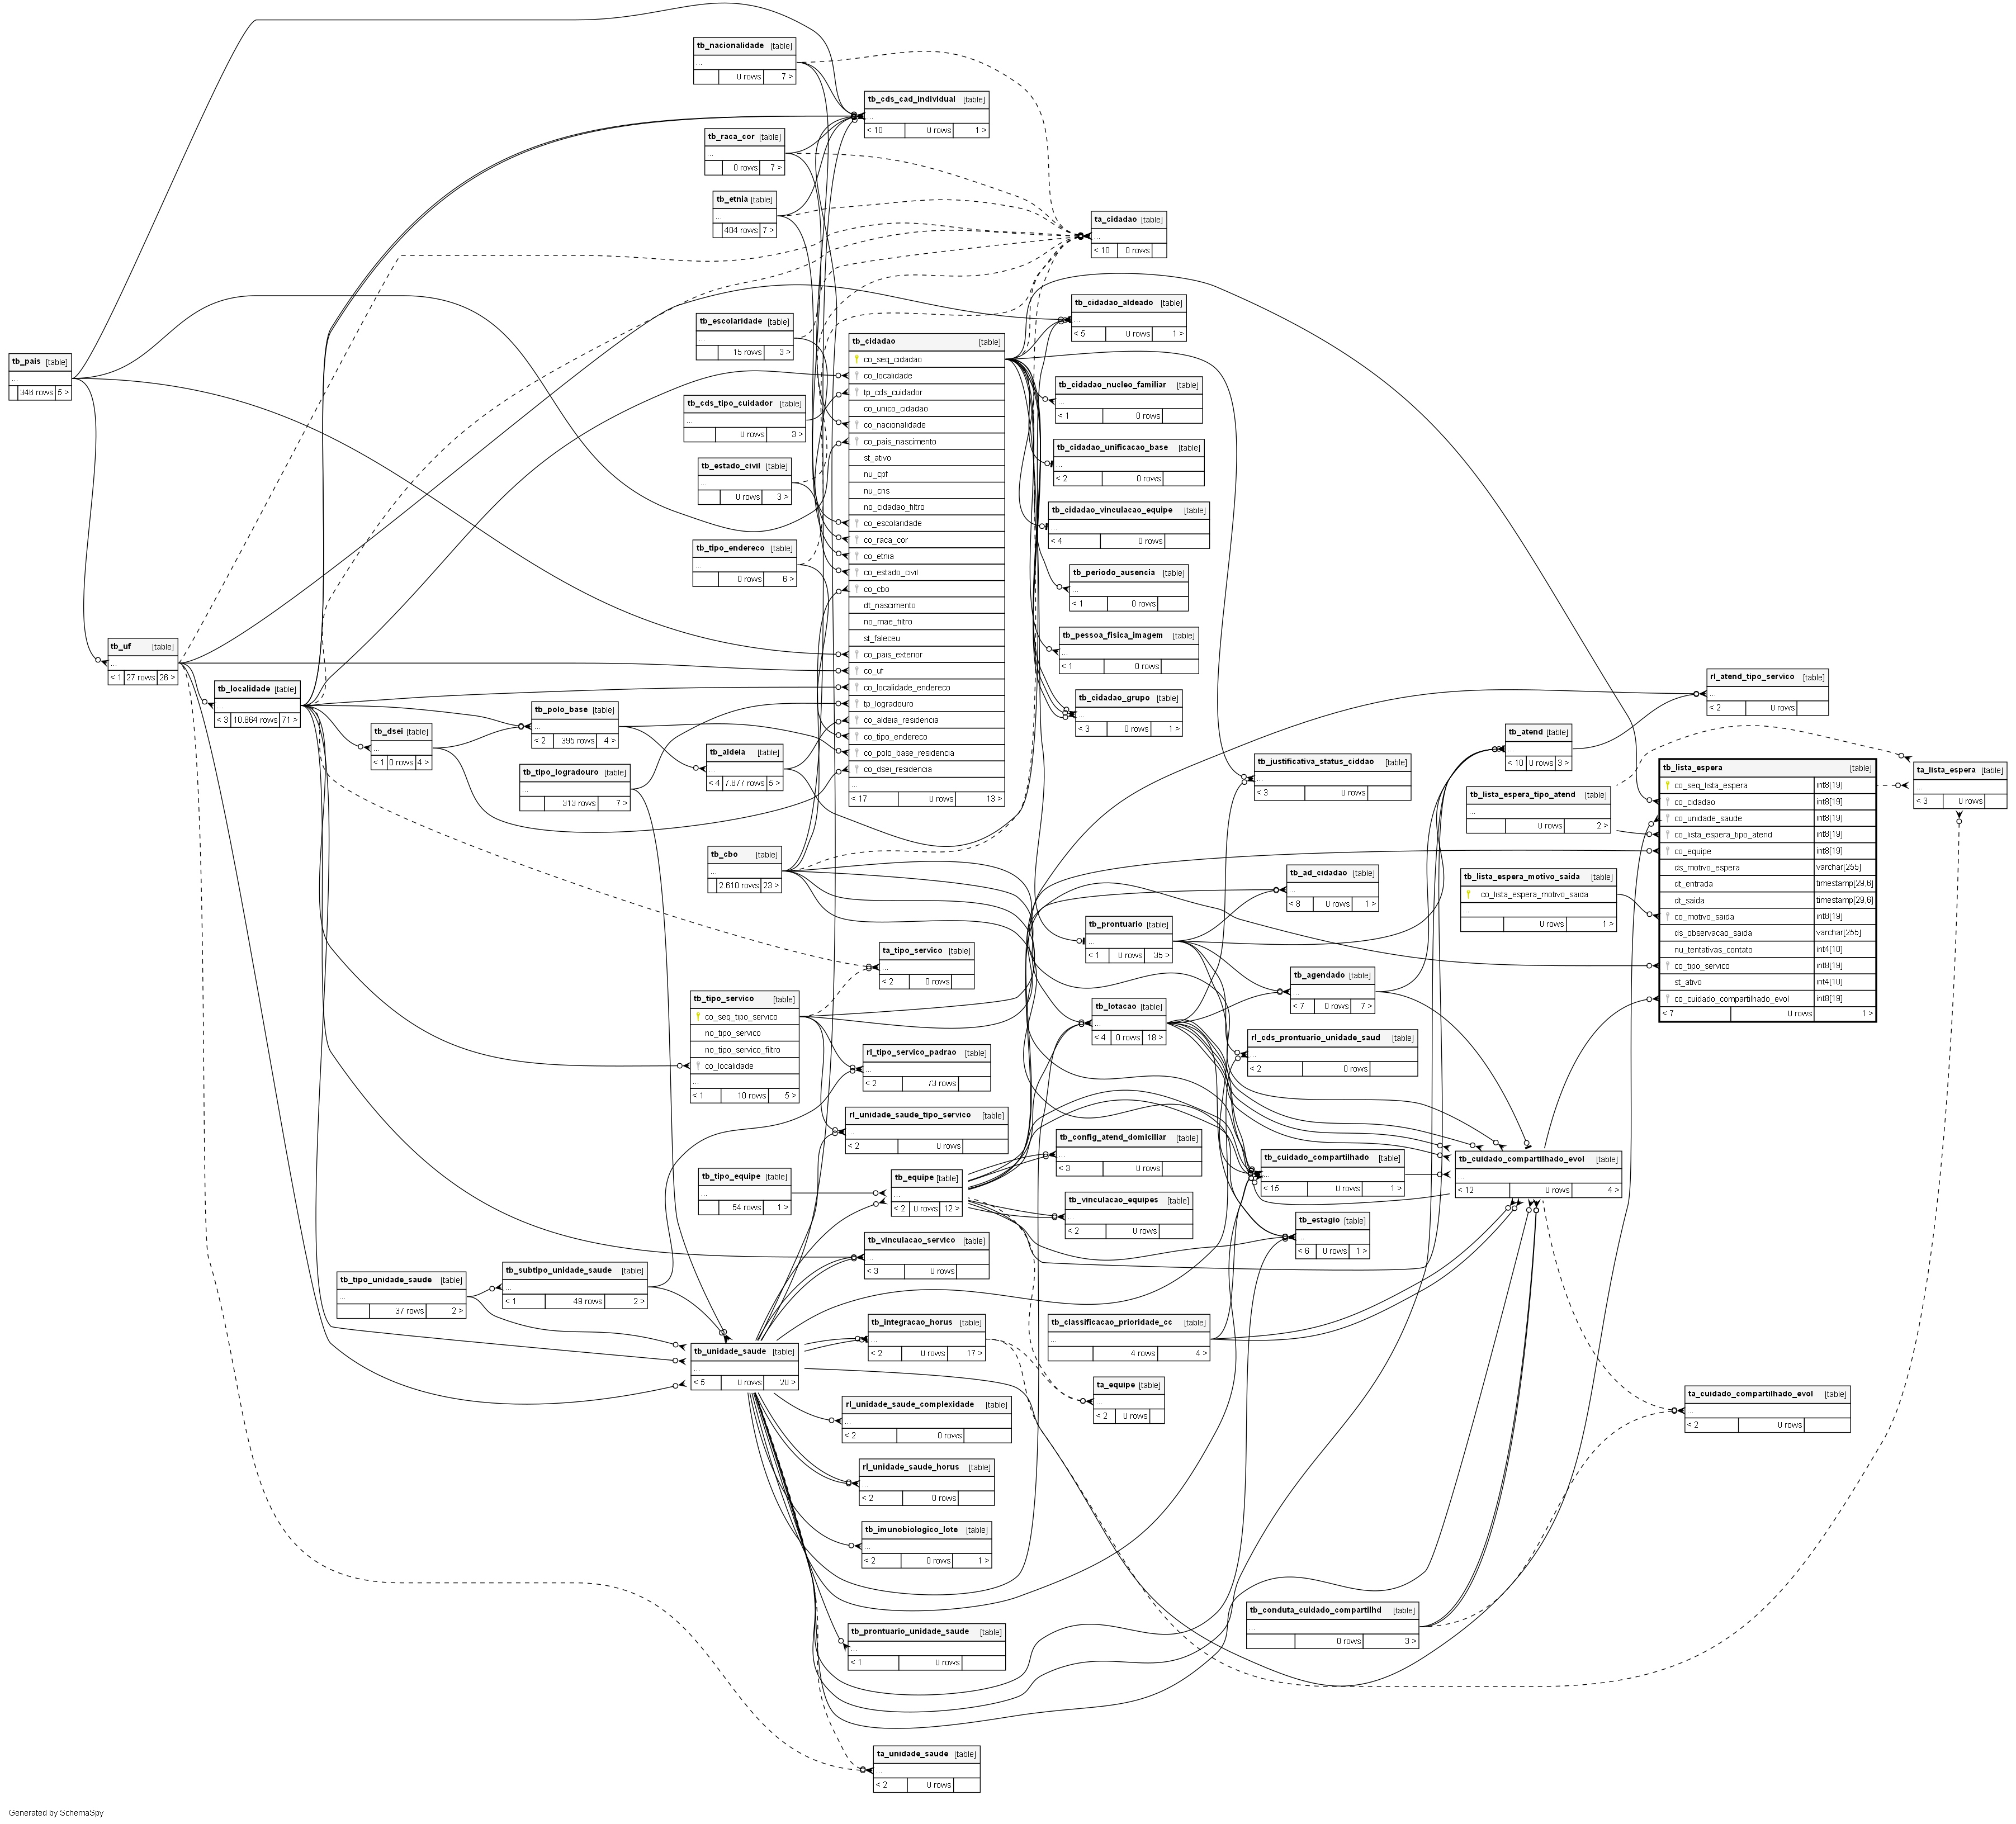 tb_nacionalidade [table]
...
0 rows 7 >
tb_cds_cad_individual [table]
...
< 10 0 rows 1 >
tb_raca_cor [table]
...
0 rows 7 >
tb_etnia [table]
...
404 rows 7 >
ta_cidadao [table]
...
< 10 0 rows
tb_cidadao_aldeado [table]
...
< 5 0 rows 1 >
tb_escolaridade [table]
...
15 rows 3 >
tb_pais [table]
...
346 rows 5 >
tb_cds_tipo_cuidador [table]
...
0 rows 3 >
tb_estado_civil [table]
...
0 rows 3 >
tb_tipo_endereco [table]
...
0 rows 6 >
tb_cidadao [table]
co_seq_cidadao
co_localidade
tp_cds_cuidador
co_unico_cidadao
co_nacionalidade
co_pais_nascimento
st_ativo
nu_cpf
nu_cns
no_cidadao_filtro
co_escolaridade
co_raca_cor
co_etnia
co_estado_civil
co_cbo
dt_nascimento
no_mae_filtro
st_faleceu
co_pais_exterior
co_uf
co_localidade_endereco
tp_logradouro
co_aldeia_residencia
co_tipo_endereco
co_polo_base_residencia
co_dsei_residencia
...
< 17 0 rows 13 >
tb_cidadao_nucleo_familiar [table]
...
< 1 0 rows
tb_cidadao_unificacao_base [table]
...
< 2 0 rows
tb_cidadao_vinculacao_equipe [table]
...
< 4 0 rows
tb_periodo_ausencia [table]
...
< 1 0 rows
tb_pessoa_fisica_imagem [table]
...
< 1 0 rows
tb_cidadao_grupo [table]
...
< 3 0 rows 1 >
tb_uf [table]
...
< 1 27 rows 26 >
tb_localidade [table]
...
< 3 10.864 rows 71 >
tb_dsei [table]
...
< 1 0 rows 4 >
tb_polo_base [table]
...
< 2 395 rows 4 >
tb_tipo_logradouro [table]
...
313 rows 7 >
tb_aldeia [table]
...
< 4 7.877 rows 5 >
tb_cbo [table]
...
2.610 rows 23 >
rl_atend_tipo_servico [table]
...
< 2 0 rows
tb_atend [table]
...
< 10 0 rows 3 >
tb_justificativa_status_ciddao [table]
...
< 3 0 rows
tb_lista_espera_tipo_atend [table]
...
0 rows 2 >
tb_lista_espera_motivo_saida [table]
co_lista_espera_motivo_saida
...
0 rows 1 >
tb_lista_espera [table]
co_seq_lista_espera int8[19]
co_cidadao int8[19]
co_unidade_saude int8[19]
co_lista_espera_tipo_atend int8[19]
co_equipe int8[19]
ds_motivo_espera varchar[255]
dt_entrada timestamp[29,6]
dt_saida timestamp[29,6]
co_motivo_saida int8[19]
ds_observacao_saida varchar[255]
nu_tentativas_contato int4[10]
co_tipo_servico int8[19]
st_ativo int4[10]
co_cuidado_compartilhado_evol int8[19]
< 7 0 rows 1 >
ta_lista_espera [table]
...
< 3 0 rows
tb_ad_cidadao [table]
...
< 8 0 rows 1 >
tb_prontuario [table]
...
< 1 0 rows 35 >
tb_agendado [table]
...
< 7 0 rows 7 >
tb_lotacao [table]
...
< 4 0 rows 18 >
rl_cds_prontuario_unidade_saud [table]
...
< 2 0 rows
ta_tipo_servico [table]
...
< 2 0 rows
tb_tipo_servico [table]
co_seq_tipo_servico
no_tipo_servico
no_tipo_servico_filtro
co_localidade
...
< 1 10 rows 5 >
rl_tipo_servico_padrao [table]
...
< 2 73 rows
rl_unidade_saude_tipo_servico [table]
...
< 2 0 rows
tb_tipo_equipe [table]
...
54 rows 1 >
tb_equipe [table]
...
< 2 0 rows 12 >
tb_config_atend_domiciliar [table]
...
< 3 0 rows
tb_vinculacao_equipes [table]
...
< 2 0 rows
tb_cuidado_compartilhado [table]
...
< 15 0 rows 1 >
tb_cuidado_compartilhado_evol [table]
...
< 12 0 rows 4 >
tb_estagio [table]
...
< 6 0 rows 1 >
tb_vinculacao_servico [table]
...
< 3 0 rows
tb_tipo_unidade_saude [table]
...
37 rows 2 >
tb_subtipo_unidade_saude [table]
...
< 1 49 rows 2 >
tb_unidade_saude [table]
...
< 5 0 rows 20 >
tb_integracao_horus [table]
...
< 2 0 rows 17 >
tb_classificacao_prioridade_cc [table]
...
4 rows 4 >
ta_equipe [table]
...
< 2 0 rows
rl_unidade_saude_complexidade [table]
...
< 2 0 rows
ta_cuidado_compartilhado_evol [table]
...
< 2 0 rows
rl_unidade_saude_horus [table]
...
< 2 0 rows
tb_imunobiologico_lote [table]
...
< 2 0 rows 1 >
tb_prontuario_unidade_saude [table]
...
< 1 0 rows
tb_conduta_cuidado_compartilhd [table]
...
0 rows 3 >
ta_unidade_saude [table]
...
< 2 0 rows
Generated by SchemaSpy